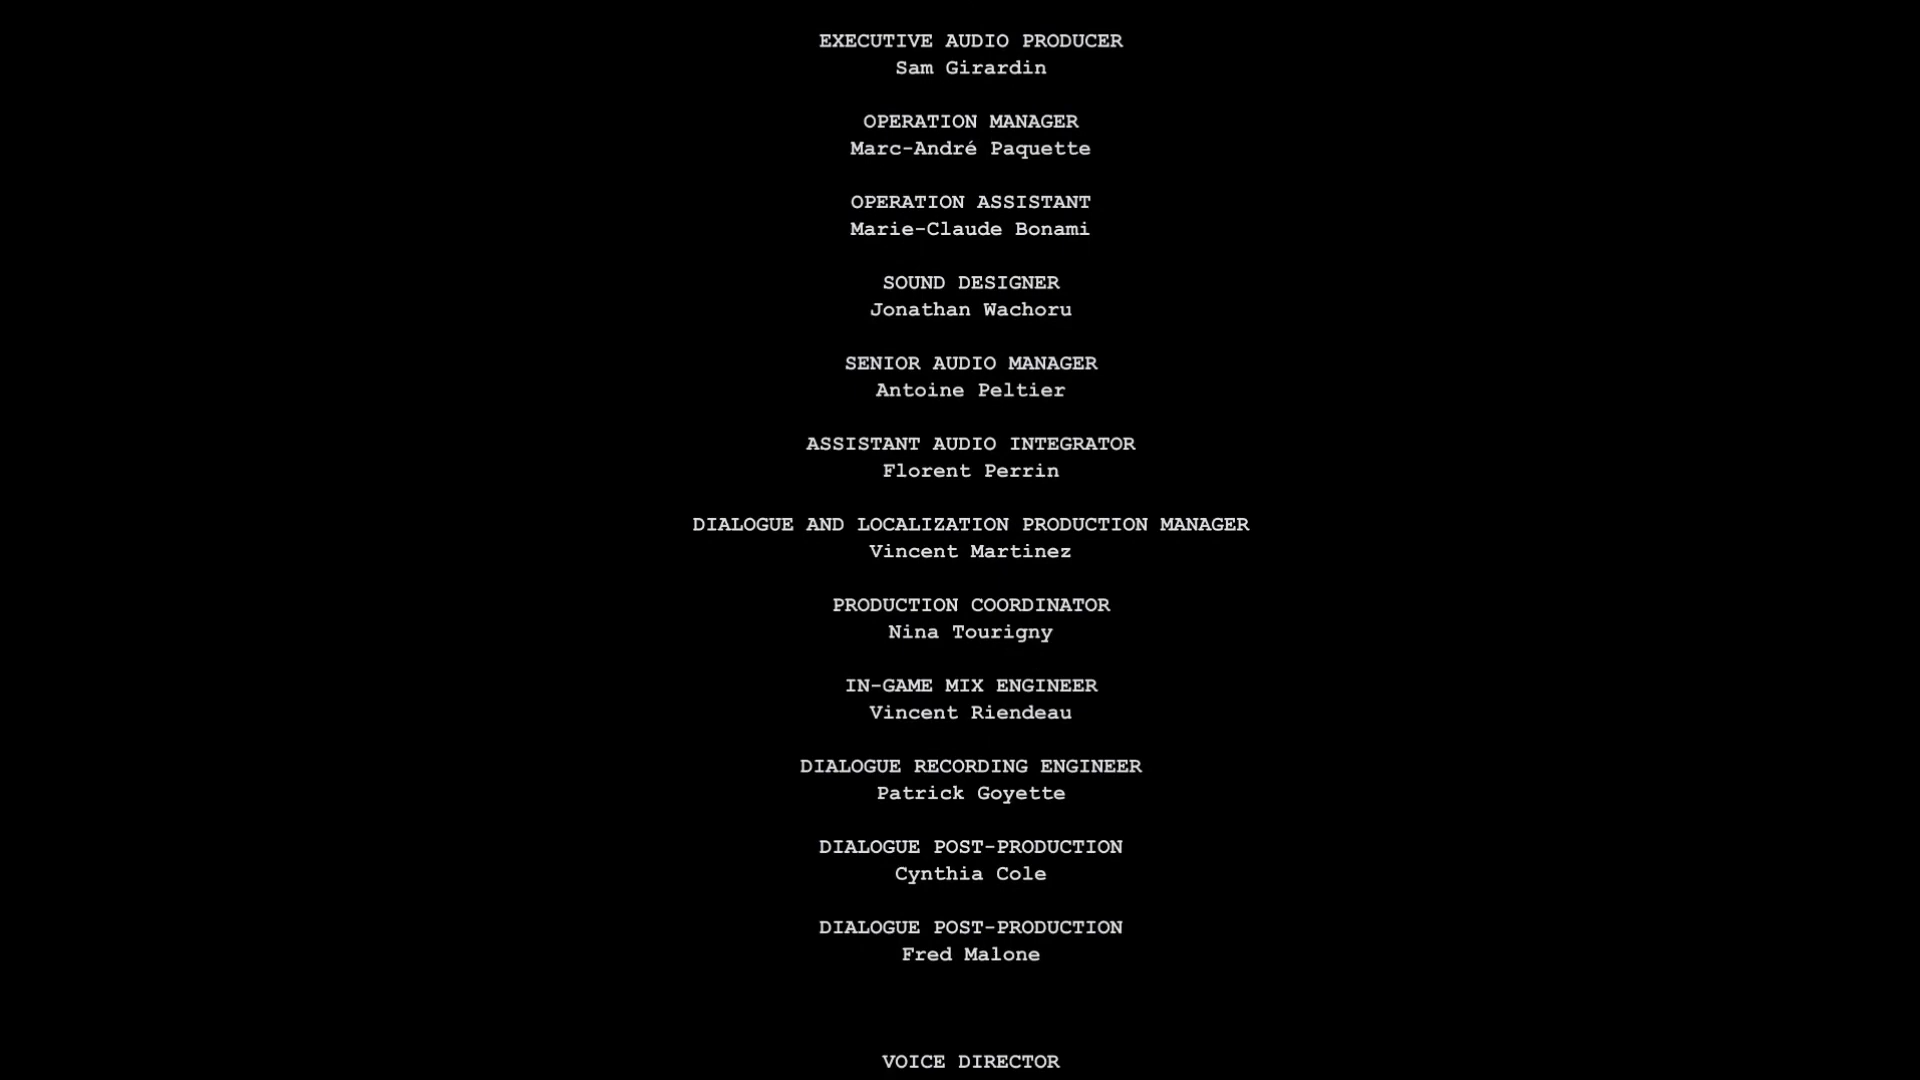 EXECUTIVE AUDIO PRODUCER
Sam Girardin
OPERATION MANAGER
Marc-André Paquette
OPERATION ASSISTANT
Marie-Claude Bonami
SOUND DESIGNER
Jonathan Wachoru
SENIOR AUDIO MANAGER
Antoine Peltier
ASSISTANT AUDIO INTEGRATOR
Florent Perrin
DIALOGUE AND LOCALIZATION PRODUCTION MANAGER
Vincent Martinez
PRODUCTION COORDINATOR
Nina Tourigny
IN-GAME MIX ENGINEER
Vincent Riendeau
DIALOGUE RECORDING ENGINEER
Patrick Goyette
DIALOGUE POST-PRODUCTION
Cynthia Cole
DIALOGUE POST-PRODUCTION
Fred Malone
VOICE DIRECTOR